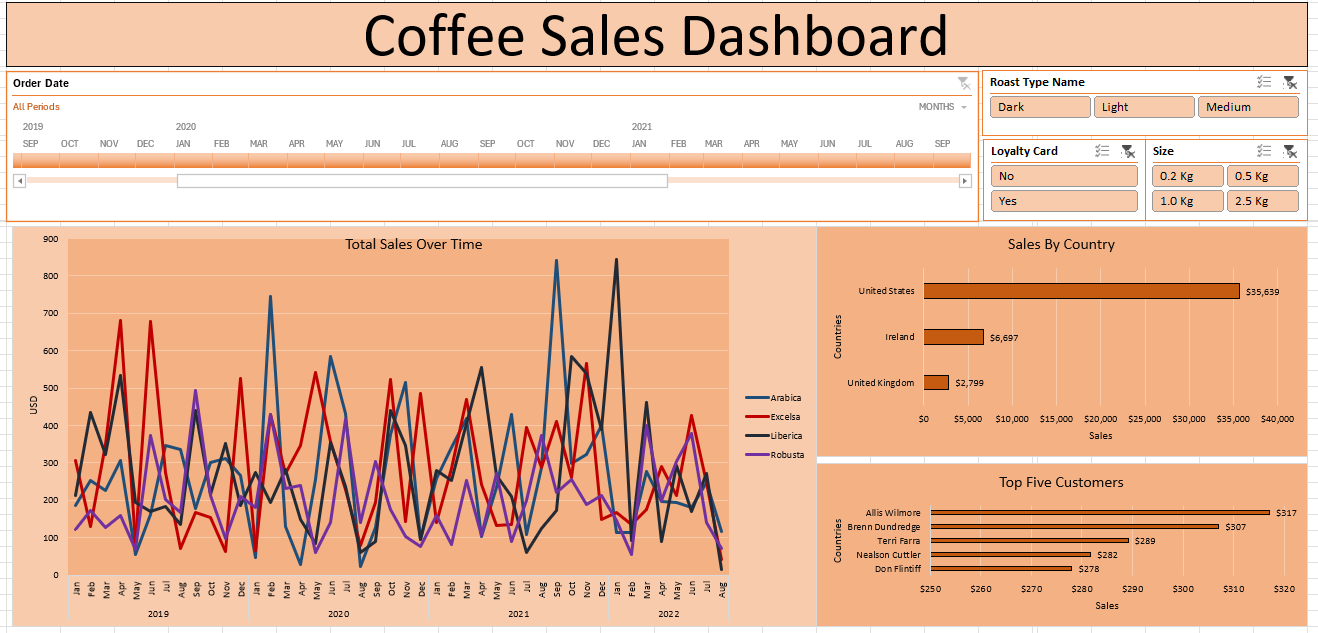 Coffee Sales Dashboard
Order Date
All Periods
MONTHS
2019 2020 2021
SEP OCT NOV DEC JAN FEB MAR APR MAY JUN JUL AUG SEP OCT NOV DEC JAN FEB MAR APR MAY JUN JUL AUG SEP
Roast Type Name
Dark Light Medium
Loyalty Card
No
Yes
Size
0.2 Kg 0.5 Kg
1.0 Kg 2.5 Kg
Total Sales Over Time
USD
900
800
700
600
500
400
300
200
100
0
Jan Feb Mar Apr May Jun Jul Aug Sep Oct Nov Dec Jan Feb Mar Apr May Jun Jul Aug Sep Oct Nov Dec Jan Feb Mar Apr May Jun Jul Aug Sep Oct Nov Dec Jan Feb Mar Apr May Jun Jul Aug
2019 2020 2021 2022
Arabica
Excelsa
Liberica
Robusta
Sales By Country
Countries
United States $35,639
Ireland $6,697
United Kingdom $2,799
$0 $5,000 $10,000 $15,000 $20,000 $25,000 $30,000 $35,000 $40,000
Sales
Top Five Customers
Countries
Allis Wilmore $317
Brenn Dundredge $307
Terri Farra $289
Nealson Cuttler $282
Don Flintiff $278
$250 $260 $270 $280 $290 $300 $310 $320
Sales